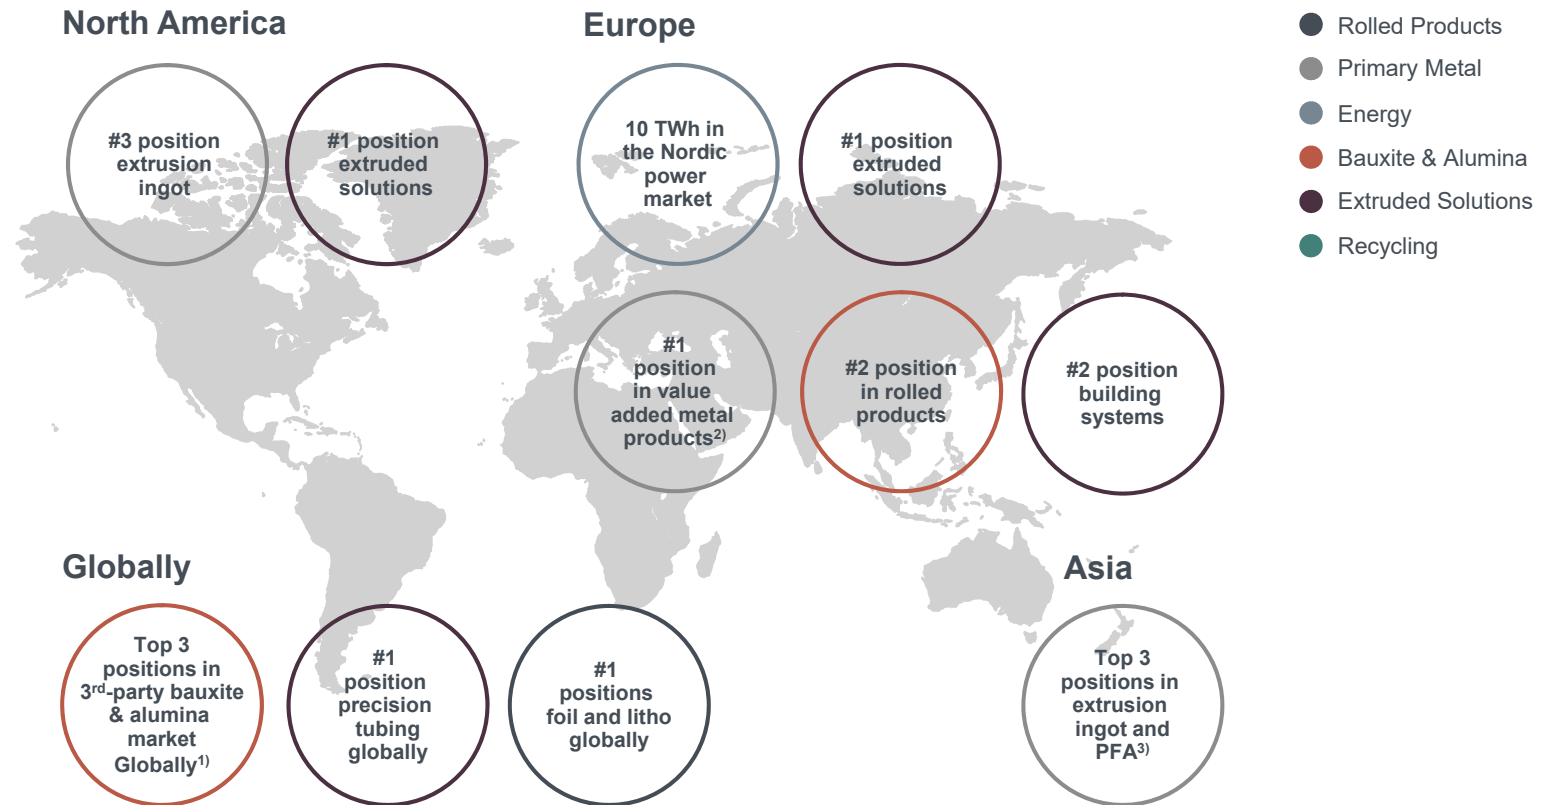 North America
#3 position
extrusion
ingot
#1 position
extruded
solutions
Europe
10 TWh in
the Nordic
power
market
#1 position
extruded
solutions
#1
position
in value
added metal
products2)
#2 position
in rolled
products
#2 position
building
systems
Rolled Products
Primary Metal
Energy
Bauxite & Alumina
Extruded Solutions
Recycling
Globally
Top 3
positions in
3rd-party bauxite
& alumina
market
Globally1)
#1
position
precision
tubing
globally
#1
positions
foil and litho
globally
Asia
Top 3
positions in
extrusion
ingot and
PFA3)